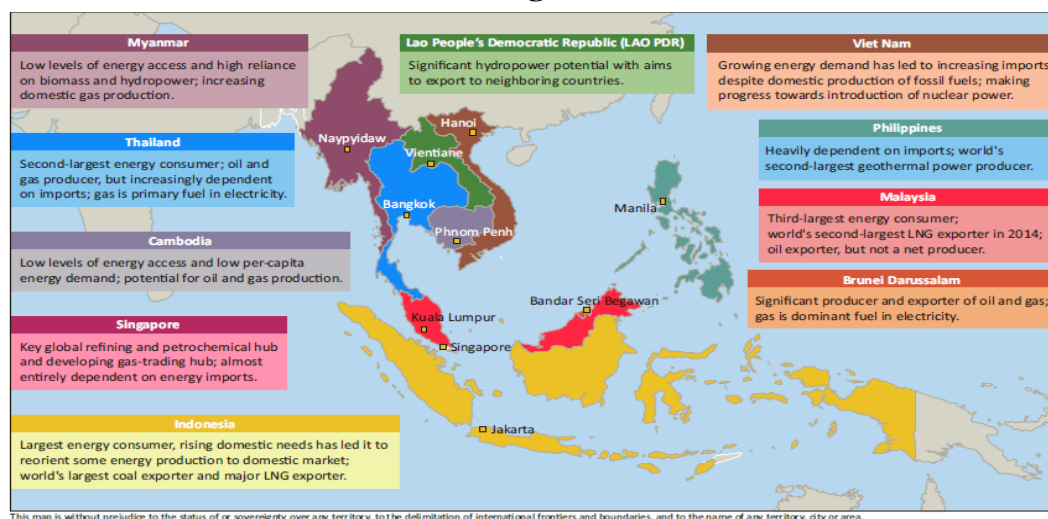 Myanmar
Low levels of energy access and high reliance
on biomass and hydropower; increasing
domestic gas production.
Lao People's Democratic Republic (LAO PDR)
Significant hydropower potential with aims
to export to neighboring countries.
Viet Nam
Growing energy demand has led to increasing imports
despite domestic production of fossil fuels; making
progress towards introduction of nuclear power.
Thailand
Second-largest energy consumer; oil and
gas producer, but increasingly dependent
on imports; gas is primary fuel in electricity.
Philippines
Heavily dependent on imports; world's
second-largest geothermal power producer.
Malaysia
Third-largest energy consumer;
world's second-largest LNG exporter in 2014;
oil exporter, but not a net producer.
Cambodia
Low levels of energy access and low per-capita
energy demand; potential for oil and gas production.
Brunei Darussalam
Significant producer and exporter of oil and gas;
gas is dominant fuel in electricity.
Singapore
Key global refining and petrochemical hub
and developing gas-trading hub; almost
entirely dependent on energy imports.
Indonesia
Largest energy consumer, rising domestic needs has led it to
reorient some energy production to domestic market;
world's largest coal exporter and major LNG exporter.
Hanoi
Naypyidaw
Vientiane
Bangkok
Manila
Phnom Penh
Bandar Seri Begawan
Kuala Lumpur
Singapore
Jakarta
This map is without prejudice to the status of or sovereignty over any territory, to the delimitation of international frontiers and boundaries, and to the name of any territory, city or area.